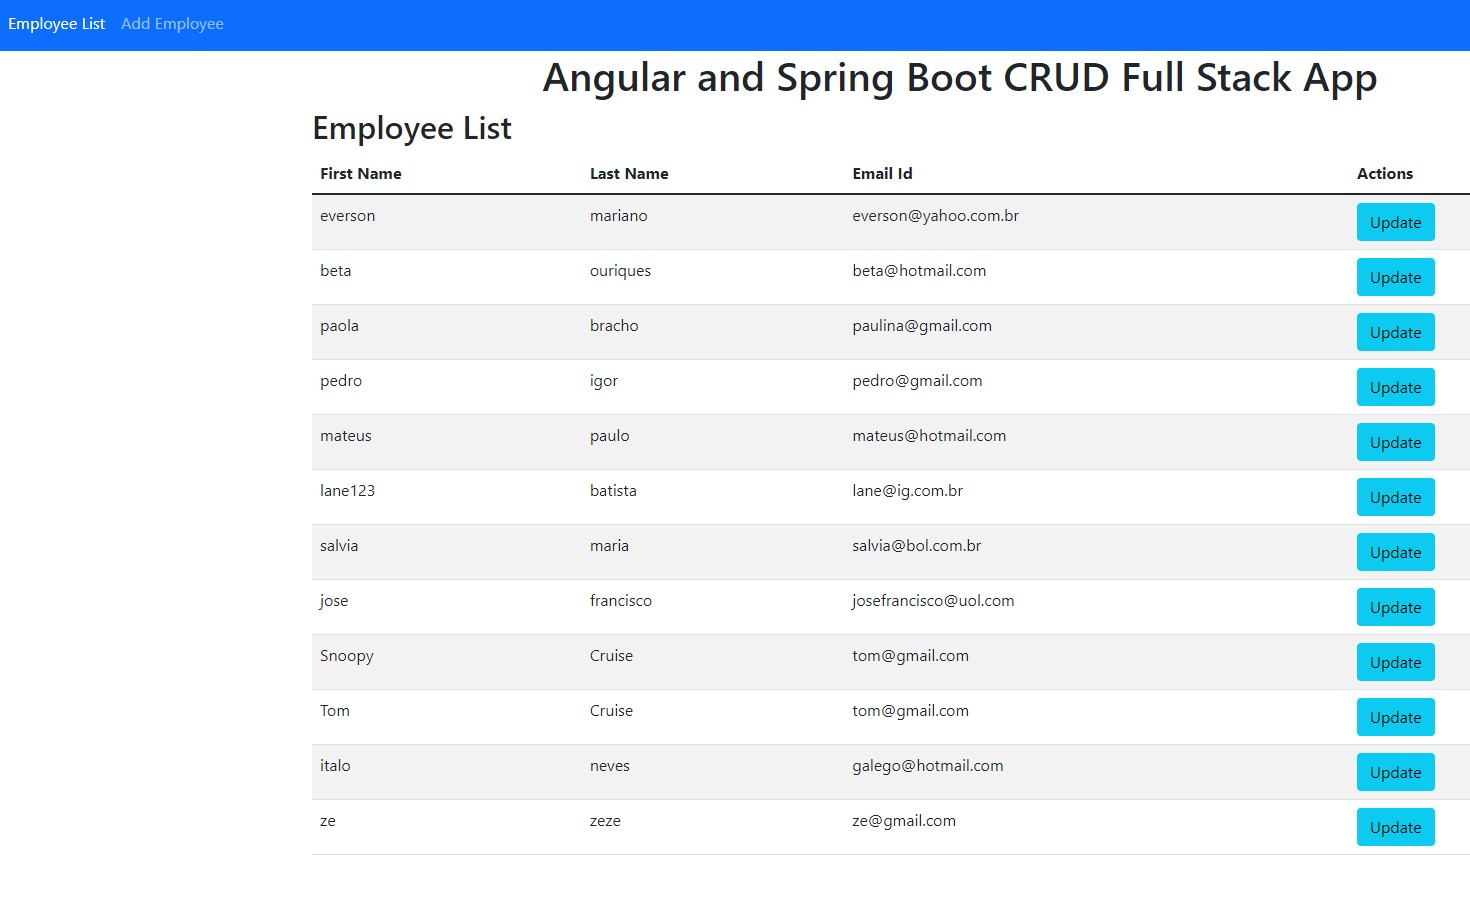 Employee List Add Employee
Angular and Spring Boot CRUD Full Stack App
Employee List
First Name Last Name Email Id Actions
everson mariano everson@yahoo.com.br Update
beta ouriques beta@hotmail.com Update
paola bracho paulina@gmail.com Update
pedro igor pedro@gmail.com Update
mateus paulo mateus@hotmail.com Update
lane123 batista lane@ig.com.br Update
salvia maria salvia@bol.com.br Update
jose francisco josefrancisco@uol.com Update
Snoopy Cruise tom@gmail.com Update
Tom Cruise tom@gmail.com Update
italo neves galego@hotmail.com Update
ze zeze ze@gmail.com Update